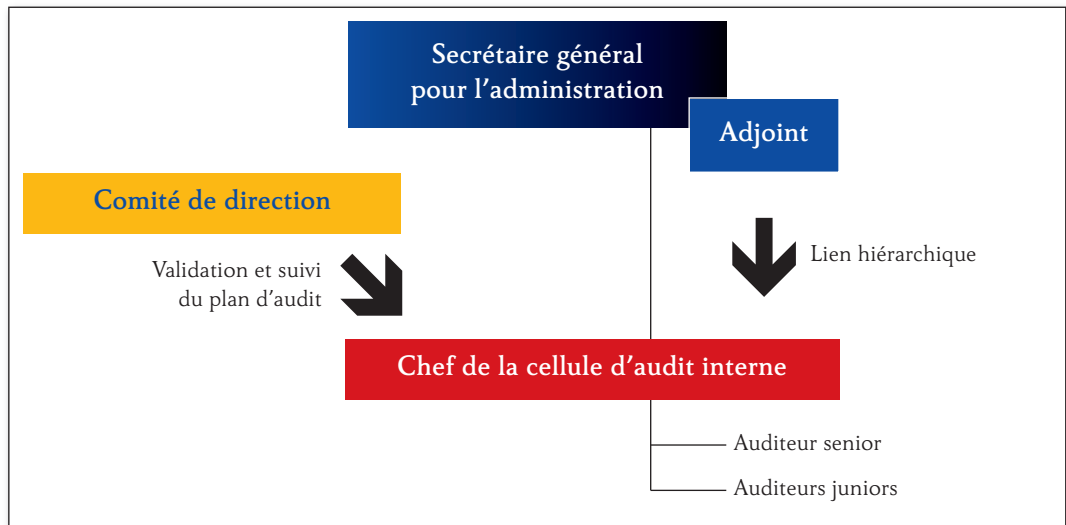 Secrétaire général
pour l'administration
Adjoint
Comité de direction
Validation et suivi
du plan d'audit
Lien hiérarchique
Chef de la cellule d'audit interne
Auditeur senior
Auditeurs juniors